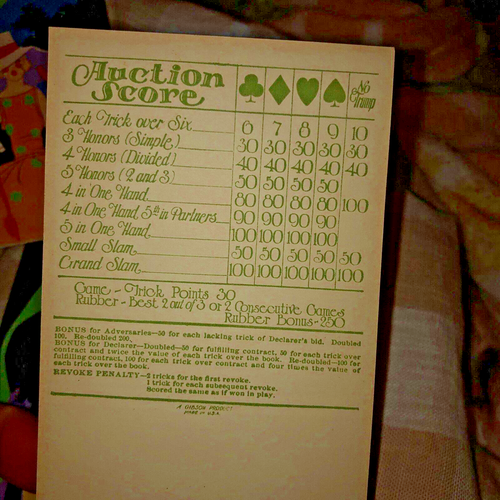 Auction Score
No Trump
Each Trick over Six 6 7 8 9 10
3 Honors (Simple) 30 30 30 30 30
4 Honors (Divided) 40 40 40 40 40
5 Honors (2 and 3) 50 50 50 50
4 in One Hand 80 80 80 80 100
4 in One Hand, 5th in Partners 90 90 90 90
5 in One Hand 100 100 100 100
Small Slam 50 50 50 50 50
Grand Slam 100 100 100 100 100
Game - Trick Points 30
Rubber - Best 2 out of 3 or 2 Consecutive Games
Rubber Bonus - 250
BONUS for Adversaries—50 for each lacking trick of Declarer's bid. Doubled
100. Re-doubled 200.
BONUS for Declarer—Doubled—50 for fulfilling contract, 50 for each trick over
contract and twice the value of each trick over the book. Re-doubled—100 for
fulfilling contract, 100 for each trick over contract and four times the value of
each trick over the book.
REVOKE PENALTY—2 tricks for the first revoke.
1 trick for each subsequent revoke.
Scored the same as if won in play.
A GIBSON PRODUCT
MADE IN U.S.A.